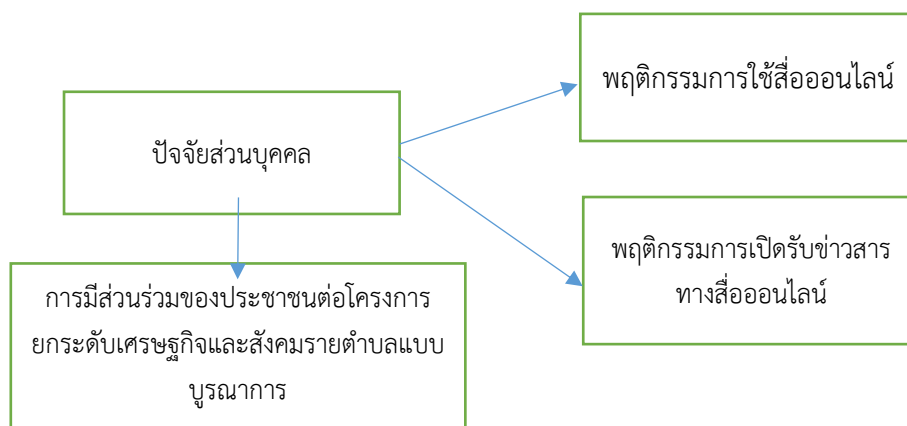 พฤติกรรมการใช้สื่อออนไลน์
ปัจจัยส่วนบุคคล
พฤติกรรมการเปิดรับข่าวสาร
ทางสื่อออนไลน์
การมีส่วนร่วมของประชาชนต่อโครงการ
ยกระดับเศรษฐกิจและสังคมรายตำบลแบบ
บูรณาการ